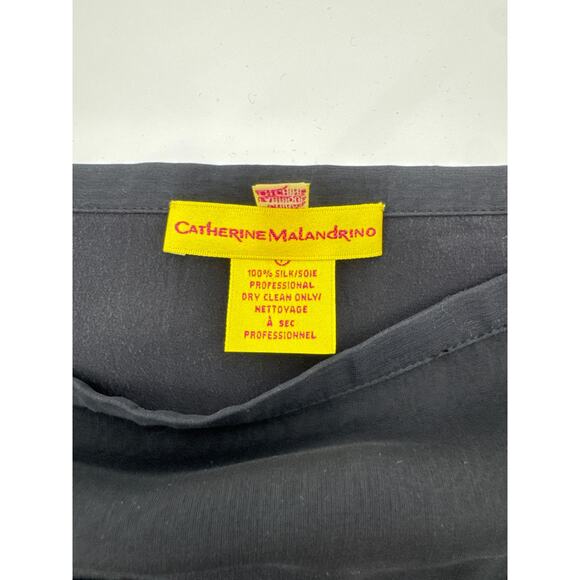 CATHERINE MALANDRINO
100% SILK/SOIE
PROFESSIONAL
DRY CLEAN ONLY/
NETTOYAGE
À SEC
PROFESSIONNEL